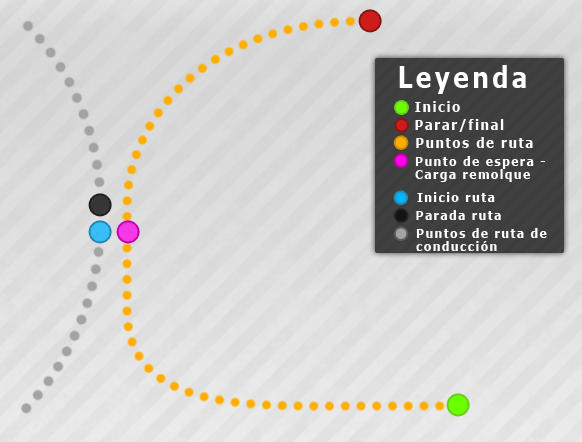 Leyenda
Inicio
Parar/final
Puntos de ruta
Punto de espera -
Carga remolque
Inicio ruta
Parada ruta
Puntos de ruta de
conducción